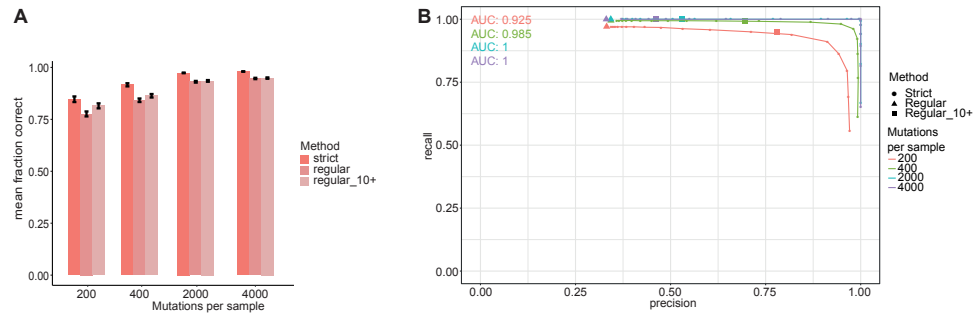 A
1.00
0.75
0.50
0.25
0.00
mean fraction correct
200
400
2000
4000
Mutations per sample
Method
strict
regular
regular_10+
B
AUC: 0.925
AUC: 0.985
AUC: 1
AUC: 1
1.00
0.75
0.50
0.25
0.00
recall
0.00
0.25
0.50
0.75
1.00
precision
Method
Strict
Regular
Regular_10+
Mutations
per sample
200
400
2000
4000